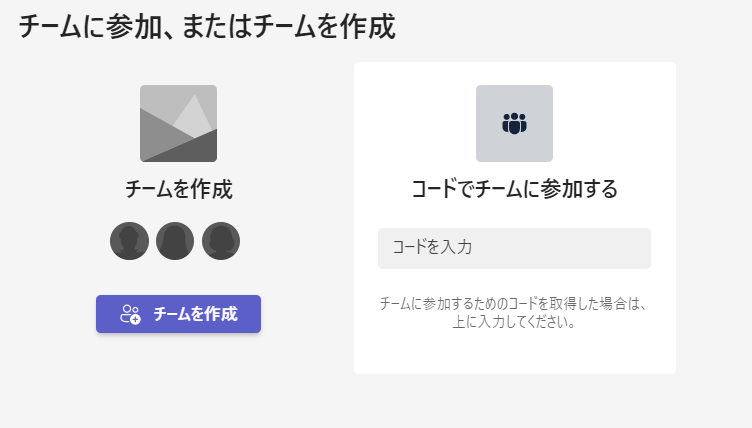 チームに参加、またはチームを作成
チームを作成
チームを作成
コードでチームに参加する
コードを入力
チームに参加するためのコードを取得した場合は、
上に入力してください。